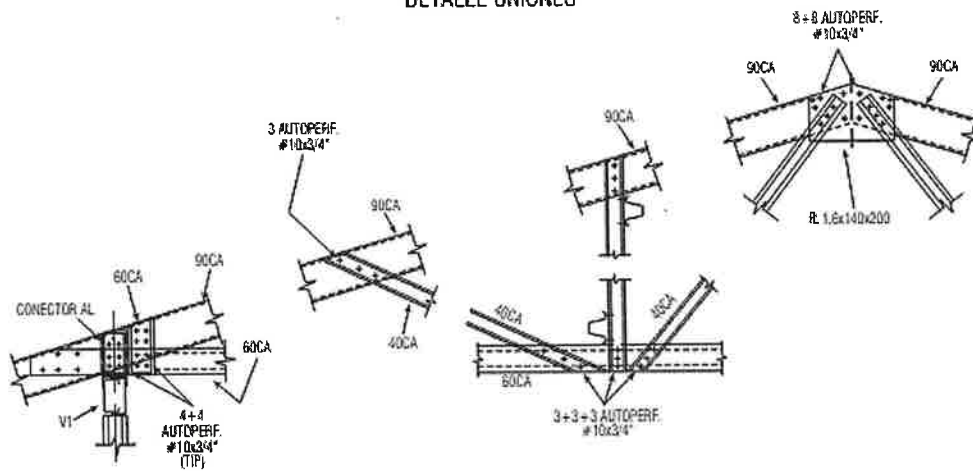 DETALLE UNIONES
8+8 AUTOPERF.
#10x3/4"
90CA
90CA
℞ 1,6x140x200
90CA
3 AUTOPERF.
#10x3/4"
90CA
40CA
40CA
40CA
60CA
3+3+3 AUTOPERF.
#10x3/4"
90CA
60CA
CONECTOR AL
60CA
V1
4+4
AUTOPERF.
#10x3/4"
(TIP)